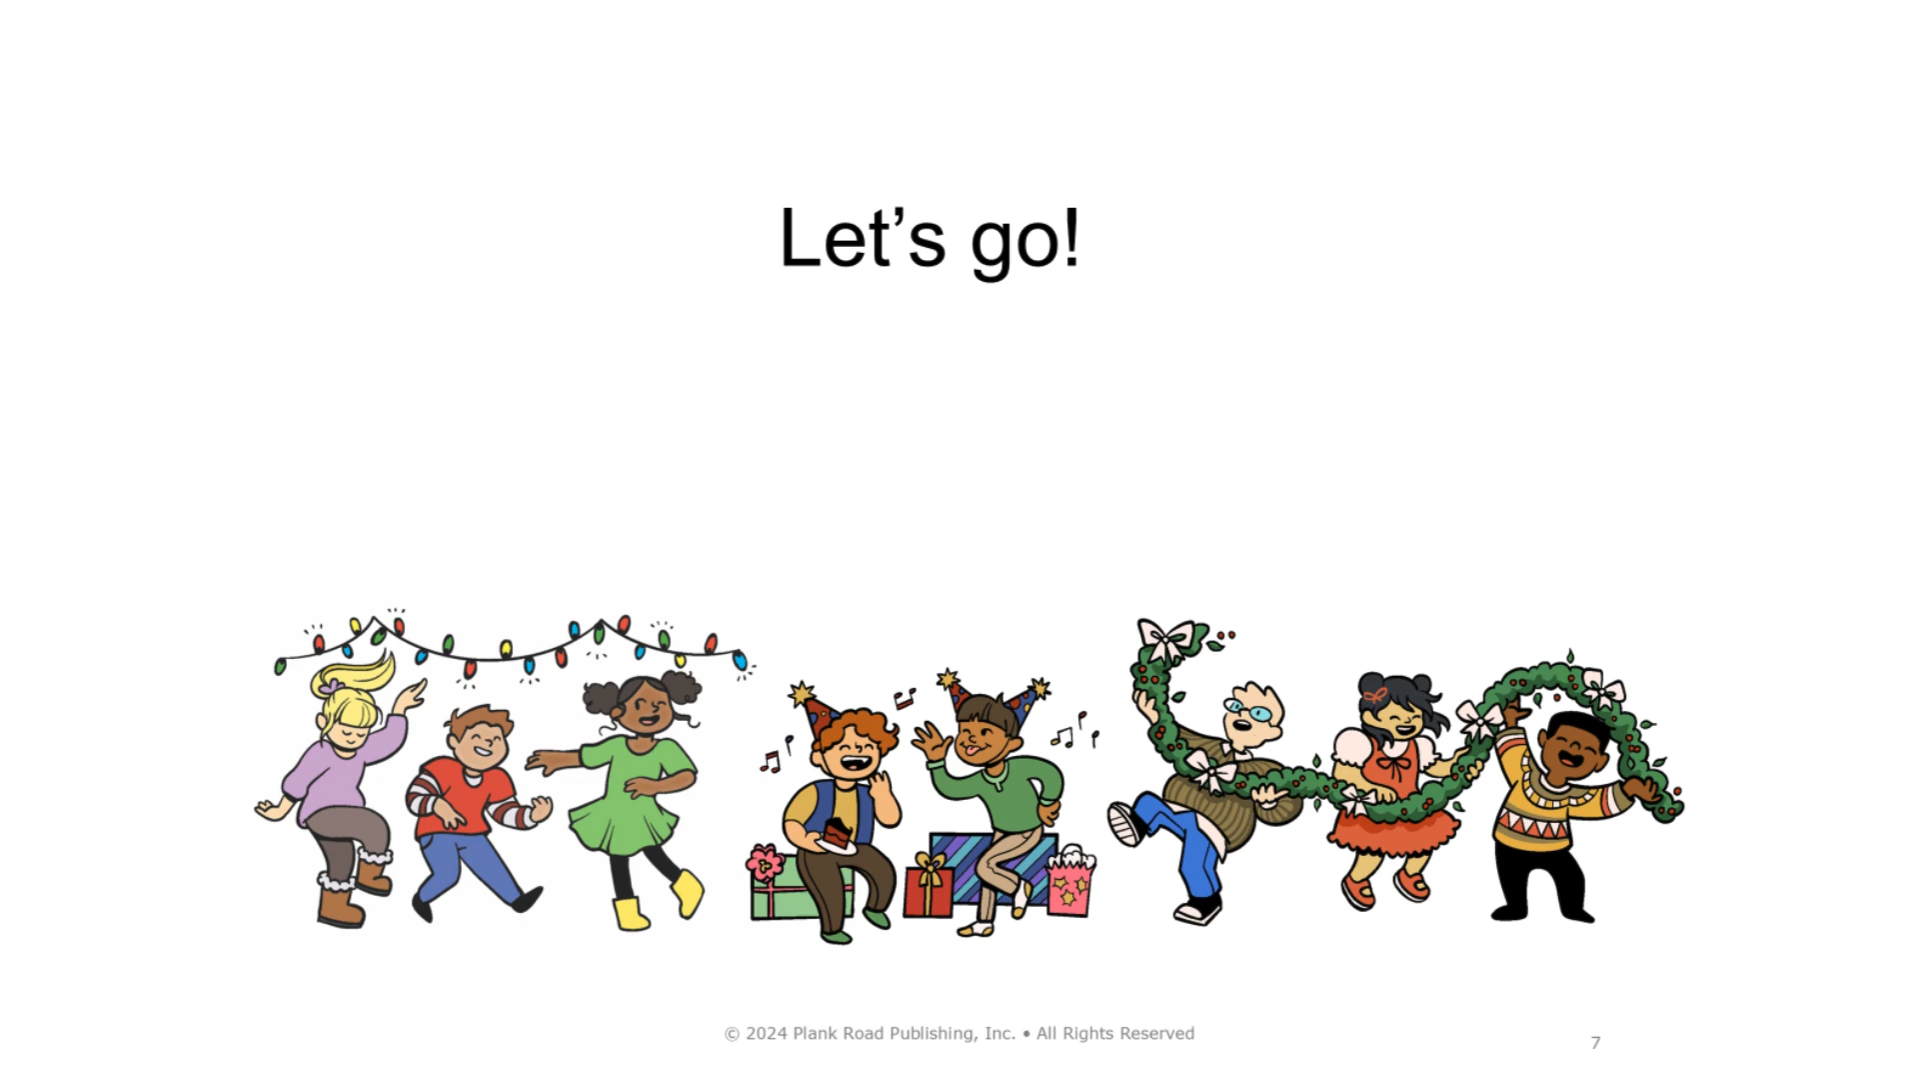 Let’s go!
© 2024 Plank Road Publishing, Inc. • All Rights Reserved
7